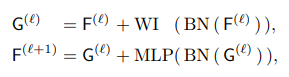 G^(ℓ) = F^(ℓ) + WI ( BN ( F^(ℓ) ) ),
F^(ℓ+1) = G^(ℓ) + MLP( BN ( G^(ℓ) ) ),